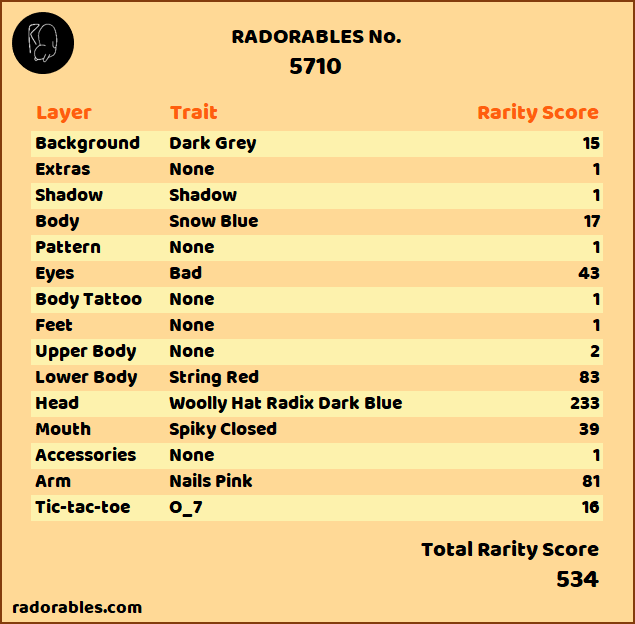 RADORABLES No.
5710
Layer Trait Rarity Score
Background Dark Grey 15
Extras None 1
Shadow Shadow 1
Body Snow Blue 17
Pattern None 1
Eyes Bad 43
Body Tattoo None 1
Feet None 1
Upper Body None 2
Lower Body String Red 83
Head Woolly Hat Radix Dark Blue 233
Mouth Spiky Closed 39
Accessories None 1
Arm Nails Pink 81
Tic-tac-toe O_7 16
Total Rarity Score
534
radorables.com